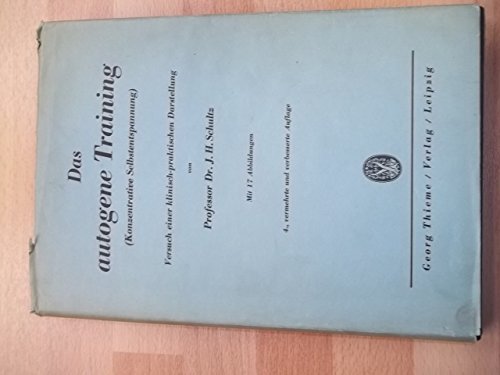 Das
autogene Training
(Konzentrative Selbstentspannung)
Versuch einer klinisch-praktischen Darstellung
von
Professor Dr. J. H. Schultz
Mit 17 Abbildungen
4., vermehrte und verbesserte Auflage
Georg Thieme / Verlag / Leipzig